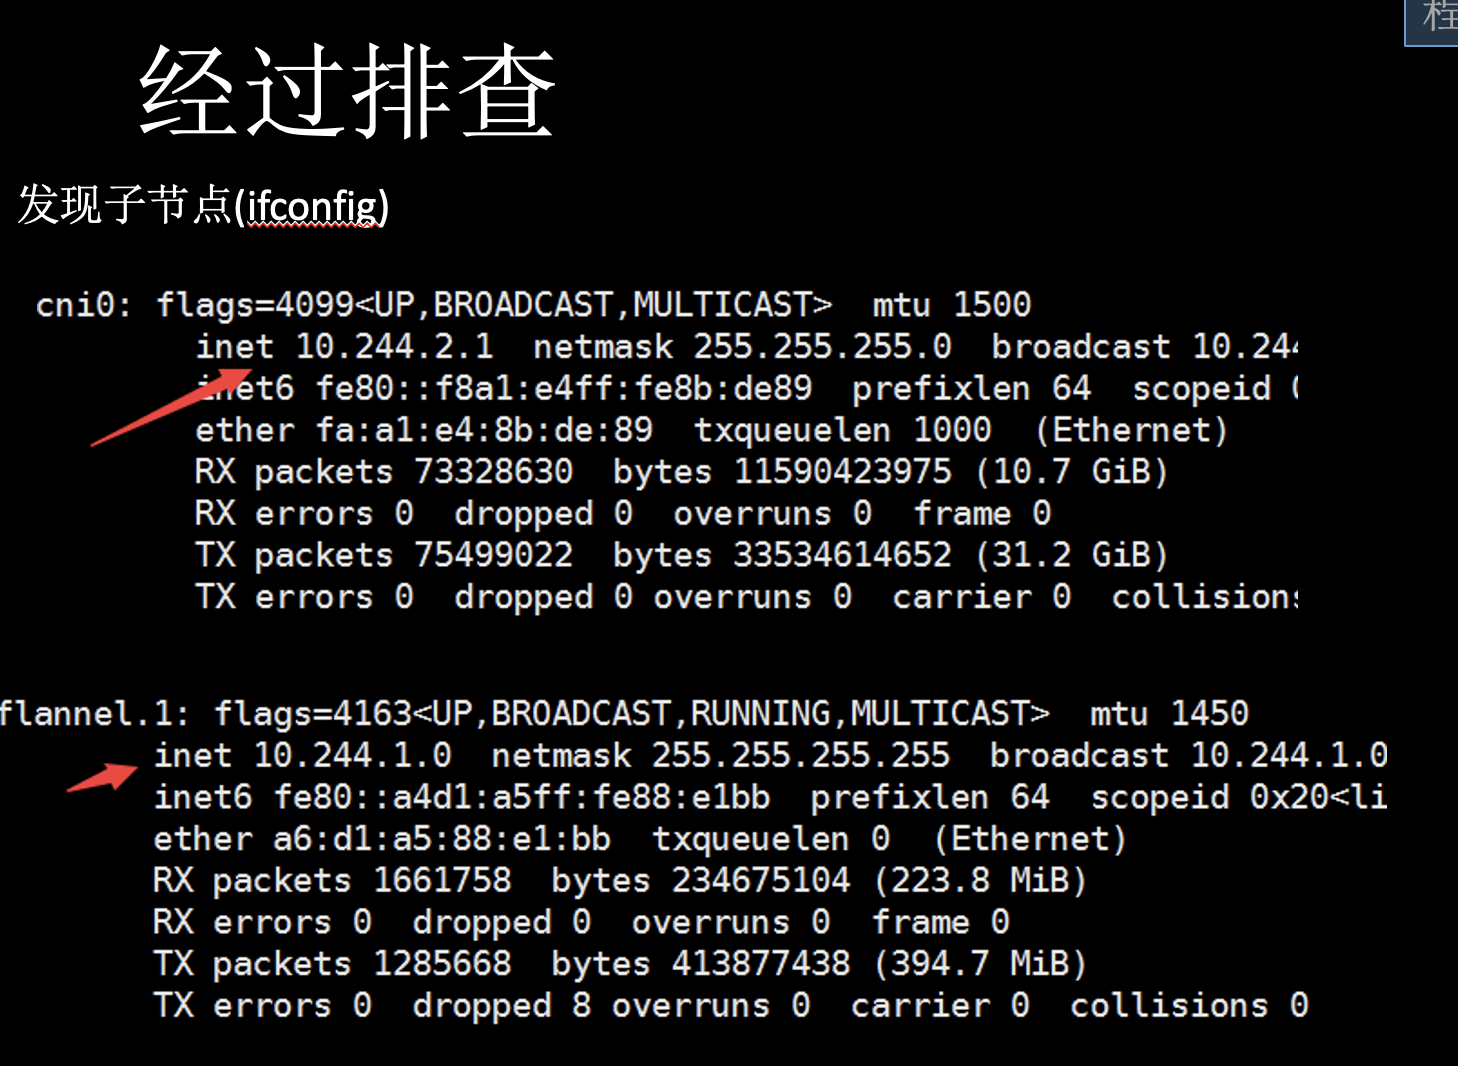 程
经过排查
发现子节点(ifconfig)
cni0: flags=4099<UP,BROADCAST,MULTICAST>  mtu 1500
inet 10.244.2.1  netmask 255.255.255.0  broadcast 10.244
inet6 fe80::f8a1:e4ff:fe8b:de89  prefixlen 64  scopeid 0
ether fa:a1:e4:8b:de:89  txqueuelen 1000  (Ethernet)
RX packets 73328630  bytes 11590423975 (10.7 GiB)
RX errors 0  dropped 0  overruns 0  frame 0
TX packets 75499022  bytes 33534614652 (31.2 GiB)
TX errors 0  dropped 0 overruns 0  carrier 0  collisions
flannel.1: flags=4163<UP,BROADCAST,RUNNING,MULTICAST>  mtu 1450
inet 10.244.1.0  netmask 255.255.255.255  broadcast 10.244.1.0
inet6 fe80::a4d1:a5ff:fe88:e1bb  prefixlen 64  scopeid 0x20<li
ether a6:d1:a5:88:e1:bb  txqueuelen 0  (Ethernet)
RX packets 1661758  bytes 234675104 (223.8 MiB)
RX errors 0  dropped 0  overruns 0  frame 0
TX packets 1285668  bytes 413877438 (394.7 MiB)
TX errors 0  dropped 8 overruns 0  carrier 0  collisions 0